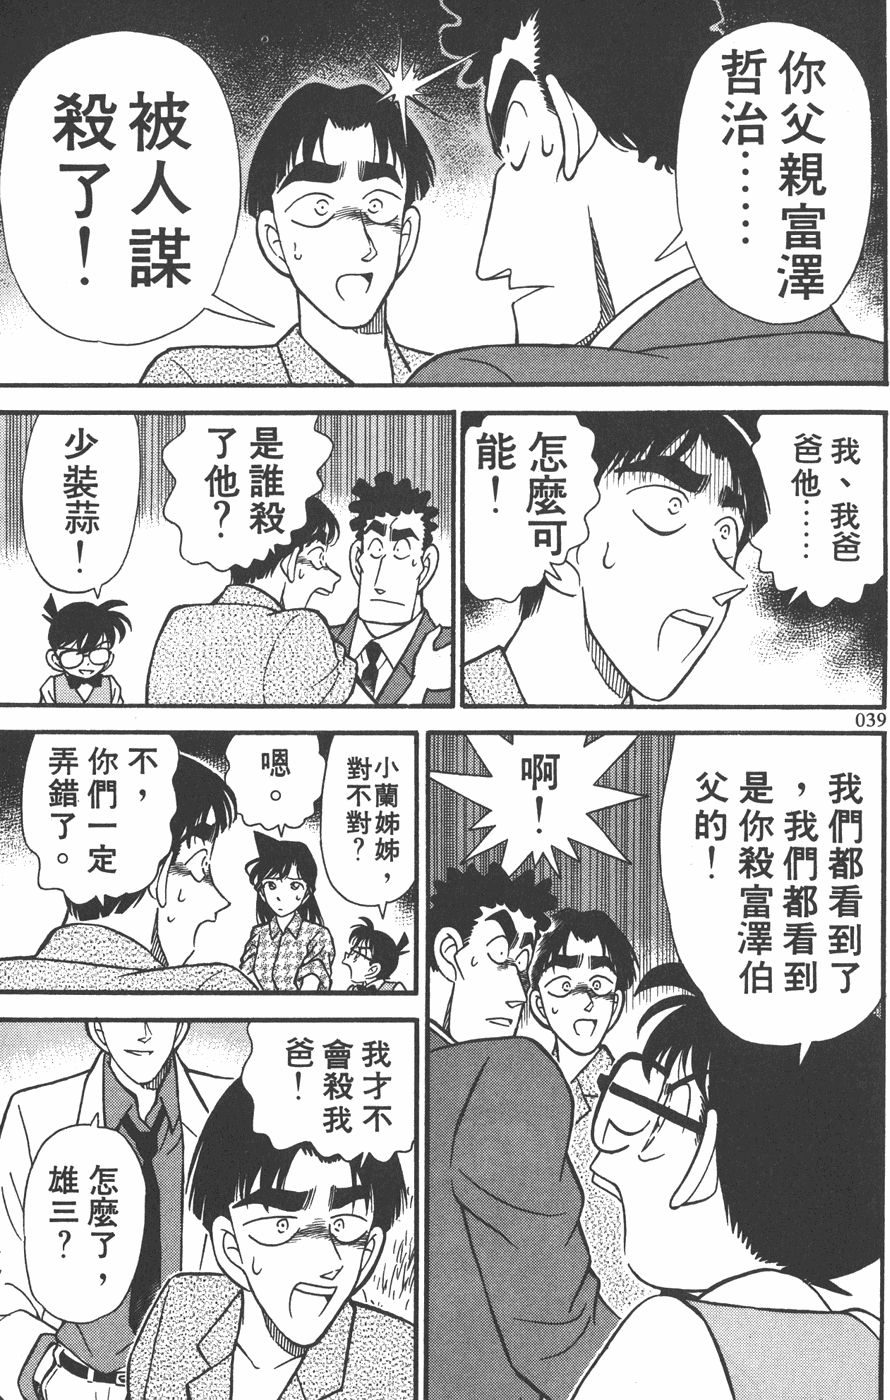 你父親富澤
哲治……
被人謀
殺了！
我、我爸
爸他……
怎麼可
能！
是誰殺
了他？
少裝蒜！
039
我們都看到了
，我們都看到
是你殺富澤伯
父的！
啊！
小蘭姊姊，
對不對？
嗯。
不，
你們一定
弄錯了。
我才不
會殺我
爸！
怎麼了，
雄三？